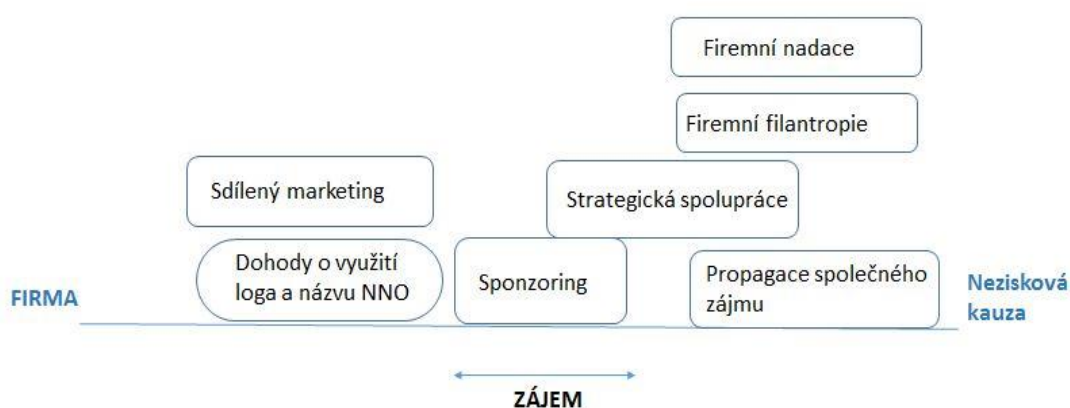 Firemní nadace
Firemní filantropie
Sdílený marketing
Strategická spolupráce
Dohody o využití
loga a názvu NNO
Sponzoring
Propagace společného
zájmu
FIRMA
Nezisková
kauza
ZÁJEM